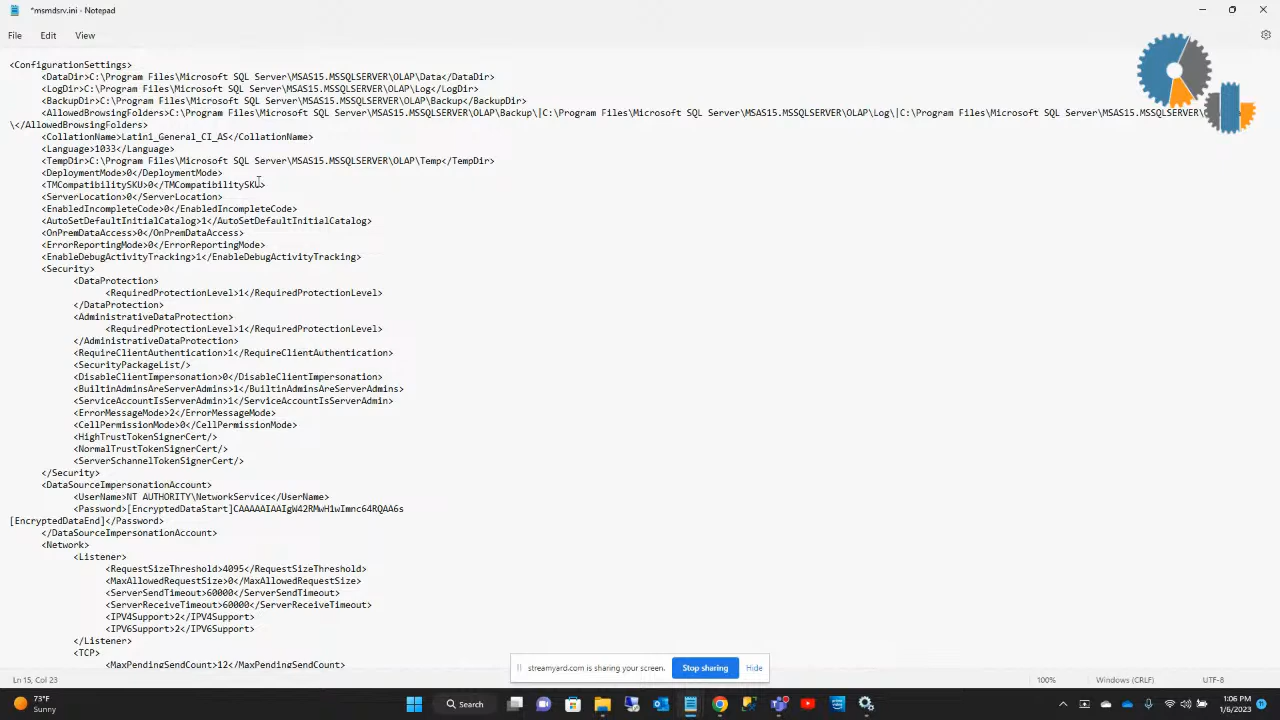 *msmdsrv.ini - Notepad
File Edit View
<ConfigurationSettings>
<DataDir>C:\Program Files\Microsoft SQL Server\MSAS15.MSSQLSERVER\OLAP\Data</DataDir>
<LogDir>C:\Program Files\Microsoft SQL Server\MSAS15.MSSQLSERVER\OLAP\Log</LogDir>
<BackupDir>C:\Program Files\Microsoft SQL Server\MSAS15.MSSQLSERVER\OLAP\Backup</BackupDir>
<AllowedBrowsingFolders>C:\Program Files\Microsoft SQL Server\MSAS15.MSSQLSERVER\OLAP\Backup\|C:\Program Files\Microsoft SQL Server\MSAS15.MSSQLSERVER\OLAP\Log\|C:\Program Files\Microsoft SQL Server\MSAS15.MSSQLSERVER\
\</AllowedBrowsingFolders>
<CollationName>Latin1_General_CI_AS</CollationName>
<Language>1033</Language>
<TempDir>C:\Program Files\Microsoft SQL Server\MSAS15.MSSQLSERVER\OLAP\Temp</TempDir>
<DeploymentMode>0</DeploymentMode>
<TMCompatibilitySKU>0</TMCompatibilitySKU>
<ServerLocation>0</ServerLocation>
<EnabledIncompleteCode>0</EnabledIncompleteCode>
<AutoSetDefaultInitialCatalog>1</AutoSetDefaultInitialCatalog>
<OnPremDataAccess>0</OnPremDataAccess>
<ErrorReportingMode>0</ErrorReportingMode>
<EnableDebugActivityTracking>1</EnableDebugActivityTracking>
<Security>
<DataProtection>
<RequiredProtectionLevel>1</RequiredProtectionLevel>
</DataProtection>
<AdministrativeDataProtection>
<RequiredProtectionLevel>1</RequiredProtectionLevel>
</AdministrativeDataProtection>
<RequireClientAuthentication>1</RequireClientAuthentication>
<SecurityPackageList/>
<DisableClientImpersonation>0</DisableClientImpersonation>
<BuiltinAdminsAreServerAdmins>1</BuiltinAdminsAreServerAdmins>
<ServiceAccountIsServerAdmin>1</ServiceAccountIsServerAdmin>
<ErrorMessageMode>2</ErrorMessageMode>
<CellPermissionMode>0</CellPermissionMode>
<HighTrustTokenSignerCert/>
<NormalTrustTokenSignerCert/>
<ServerSchannelTokenSignerCert/>
</Security>
<DataSourceImpersonationAccount>
<UserName>NT AUTHORITY\NetworkService</UserName>
<Password>[EncryptedDataStart]CAAAAAIAAIgW42RMwH1wImnc64RQAA6s
[EncryptedDataEnd]</Password>
</DataSourceImpersonationAccount>
<Network>
<Listener>
<RequestSizeThreshold>4095</RequestSizeThreshold>
<MaxAllowedRequestSize>0</MaxAllowedRequestSize>
<ServerSendTimeout>60000</ServerSendTimeout>
<ServerReceiveTimeout>60000</ServerReceiveTimeout>
<IPV4Support>2</IPV4Support>
<IPV6Support>2</IPV6Support>
</Listener>
<TCP>
<MaxPendingSendCount>12</MaxPendingSendCount>
streamyard.com is sharing your screen. Stop sharing Hide
Ln 15, Col 23 100% Windows (CRLF) UTF-8
73°F
Sunny
Search
1:06 PM
1/6/2023